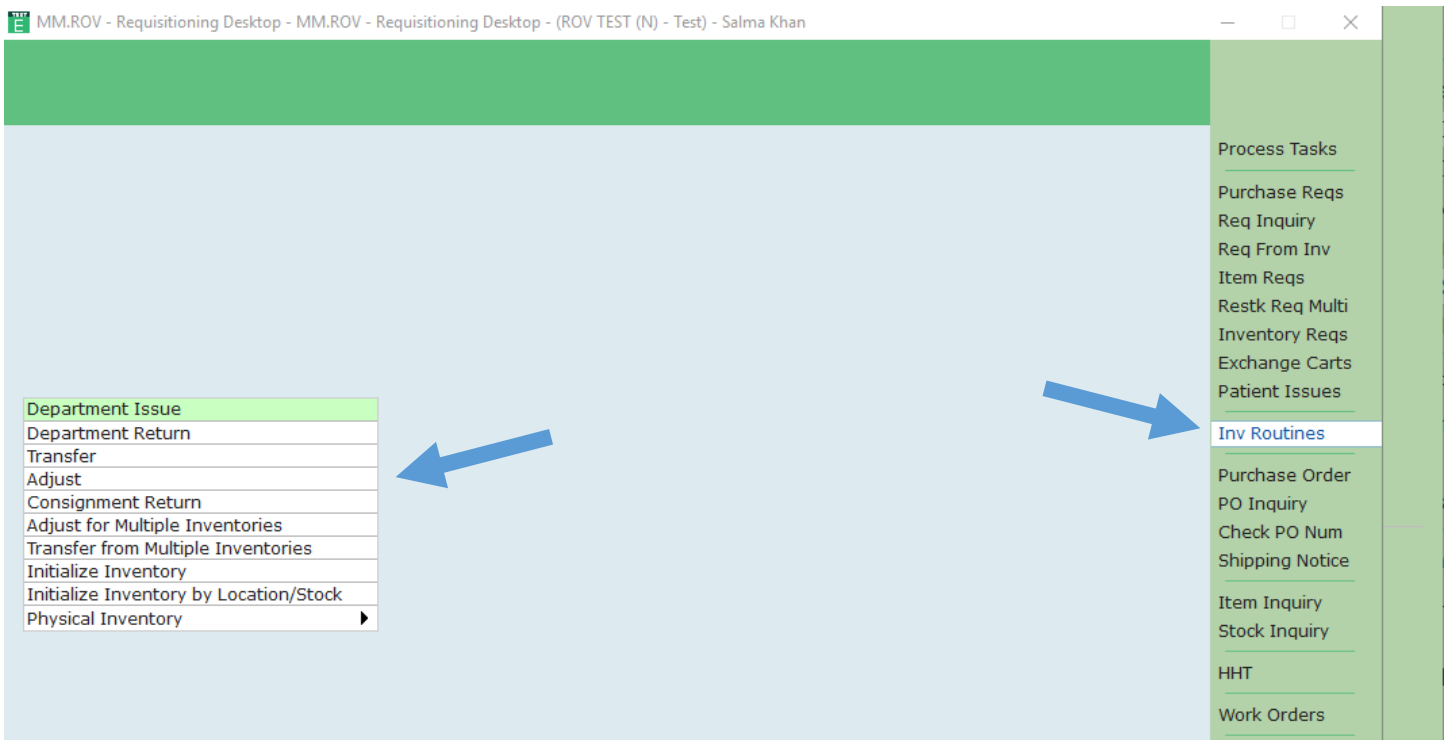 MM.ROV - Requisitioning Desktop - MM.ROV - Requisitioning Desktop - (ROV TEST (N) - Test) - Salma Khan
Process Tasks
Purchase Reqs
Req Inquiry
Req From Inv
Item Reqs
Restk Req Multi
Inventory Reqs
Exchange Carts
Patient Issues
Inv Routines
Purchase Order
PO Inquiry
Check PO Num
Shipping Notice
Item Inquiry
Stock Inquiry
HHT
Work Orders
Department Issue
Department Return
Transfer
Adjust
Consignment Return
Adjust for Multiple Inventories
Transfer from Multiple Inventories
Initialize Inventory
Initialize Inventory by Location/Stock
Physical Inventory